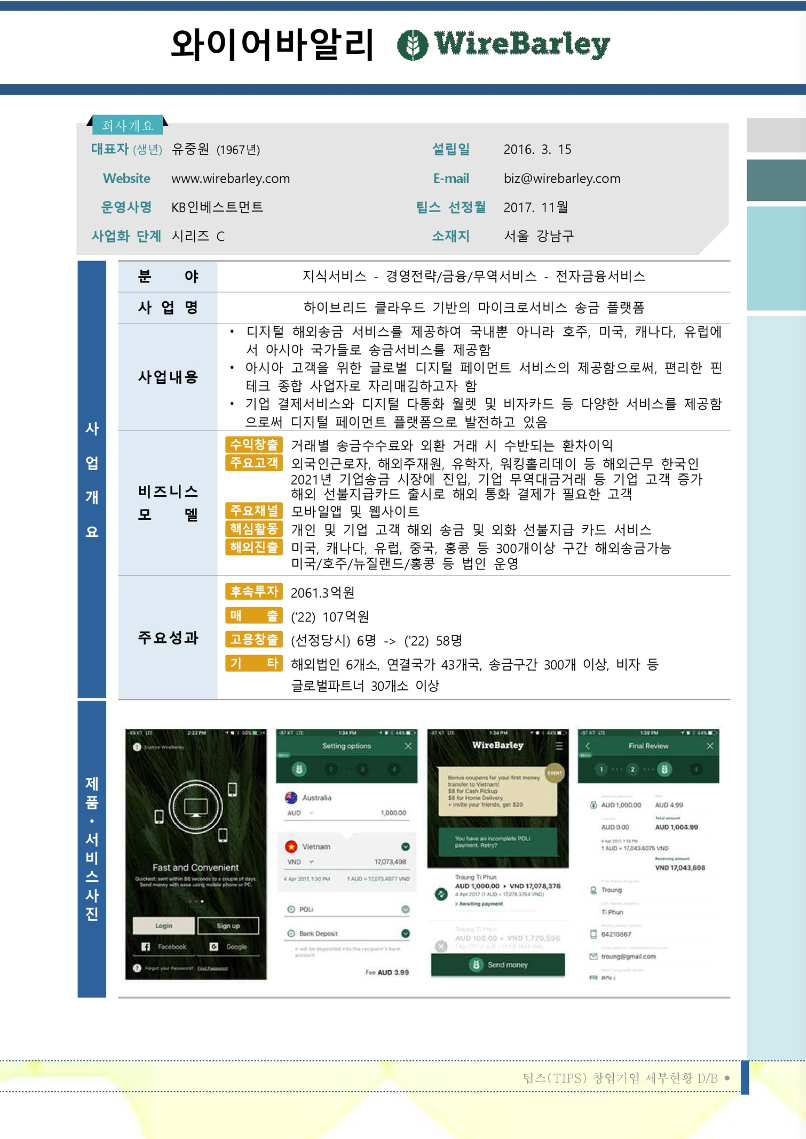 와이어바알리 WireBarley
회사개요
대표자 (생년) 유중원 (1967년) 설립일 2016. 3. 15
Website www.wirebarley.com E-mail biz@wirebarley.com
운영사명 KB인베스트먼트 팁스 선정월 2017. 11월
사업화 단계 시리즈 C 소재지 서울 강남구
사업개요
분 야 지식서비스 - 경영전략/금융/무역서비스 - 전자금융서비스
사 업 명 하이브리드 클라우드 기반의 마이크로서비스 송금 플랫폼
사업내용
• 디지털 해외송금 서비스를 제공하여 국내뿐 아니라 호주, 미국, 캐나다, 유럽에
서 아시아 국가들로 송금서비스를 제공함
• 아시아 고객을 위한 글로벌 디지털 페이먼트 서비스의 제공함으로써, 편리한 핀
테크 종합 사업자로 자리매김하고자 함
• 기업 결제서비스와 디지털 다통화 월렛 및 비자카드 등 다양한 서비스를 제공함
으로써 디지털 페이먼트 플랫폼으로 발전하고 있음
비즈니스
모 델
수익창출 거래별 송금수수료와 외환 거래 시 수반되는 환차이익
주요고객 외국인근로자, 해외주재원, 유학자, 워킹홀리데이 등 해외근무 한국인
2021년 기업송금 시장에 진입, 기업 무역대금거래 등 기업 고객 증가
해외 선불지급카드 출시로 해외 통화 결제가 필요한 고객
주요채널 모바일앱 및 웹사이트
핵심활동 개인 및 기업 고객 해외 송금 및 외화 선불지급 카드 서비스
해외진출 미국, 캐나다, 유럽, 중국, 홍콩 등 300개이상 구간 해외송금가능
미국/호주/뉴질랜드/홍콩 등 법인 운영
주요성과
후속투자 2061.3억원
매 출 ('22) 107억원
고용창출 (선정당시) 6명 -> ('22) 58명
기 타 해외법인 6개소, 연결국가 43개국, 송금구간 300개 이상, 비자 등
글로벌파트너 30개소 이상
제품・서비스사진
2:23 PM
Explore WireBarley
Fast and Convenient
Quickest: sent within 88 seconds to a couple of days.
Send money with ease using mobile phone or PC.
Login Sign up
Facebook Google
Forgot your Password? Find Password
1:34 PM 44%
Setting options
Australia
AUD 1,000.00
Vietnam
VND 17,073,498
4 Apr 2017, 1:30 PM 1 AUD = 17,073.4977 VND
POLi
Bank Deposit
It will be deposited into the recipient's bank
account.
Fee AUD 3.99
1:34 PM 44%
WireBarley
EVENT
Bonus coupons for your first money
transfer to Vietnam!
$8 for Cash Pickup
$8 for Home Delivery
+ Invite your friends, get $20
You have an incomplete POLi
payment. Retry?
Troung Ti Phun
AUD 1,000.00 ▸ VND 17,078,376
4 Apr 2017 (1 AUD = 17,078.3764 VND)
> Awaiting payment
Troung Ti Phun
AUD 100.00 ▸ VND 1,720,596
Send money
1:39 PM 44%
Final Review
1 2 4
AUD 1,000.00 AUD 4.99
Total amount
AUD 0.00 AUD 1,004.99
1 AUD = 17,043.6075 VND
Receiving amount
VND 17,043,608
Troung
Ti Phun
64210867
troung@gmail.com
POLi
팁스(TIPS) 창업기업 세부현황 D/B